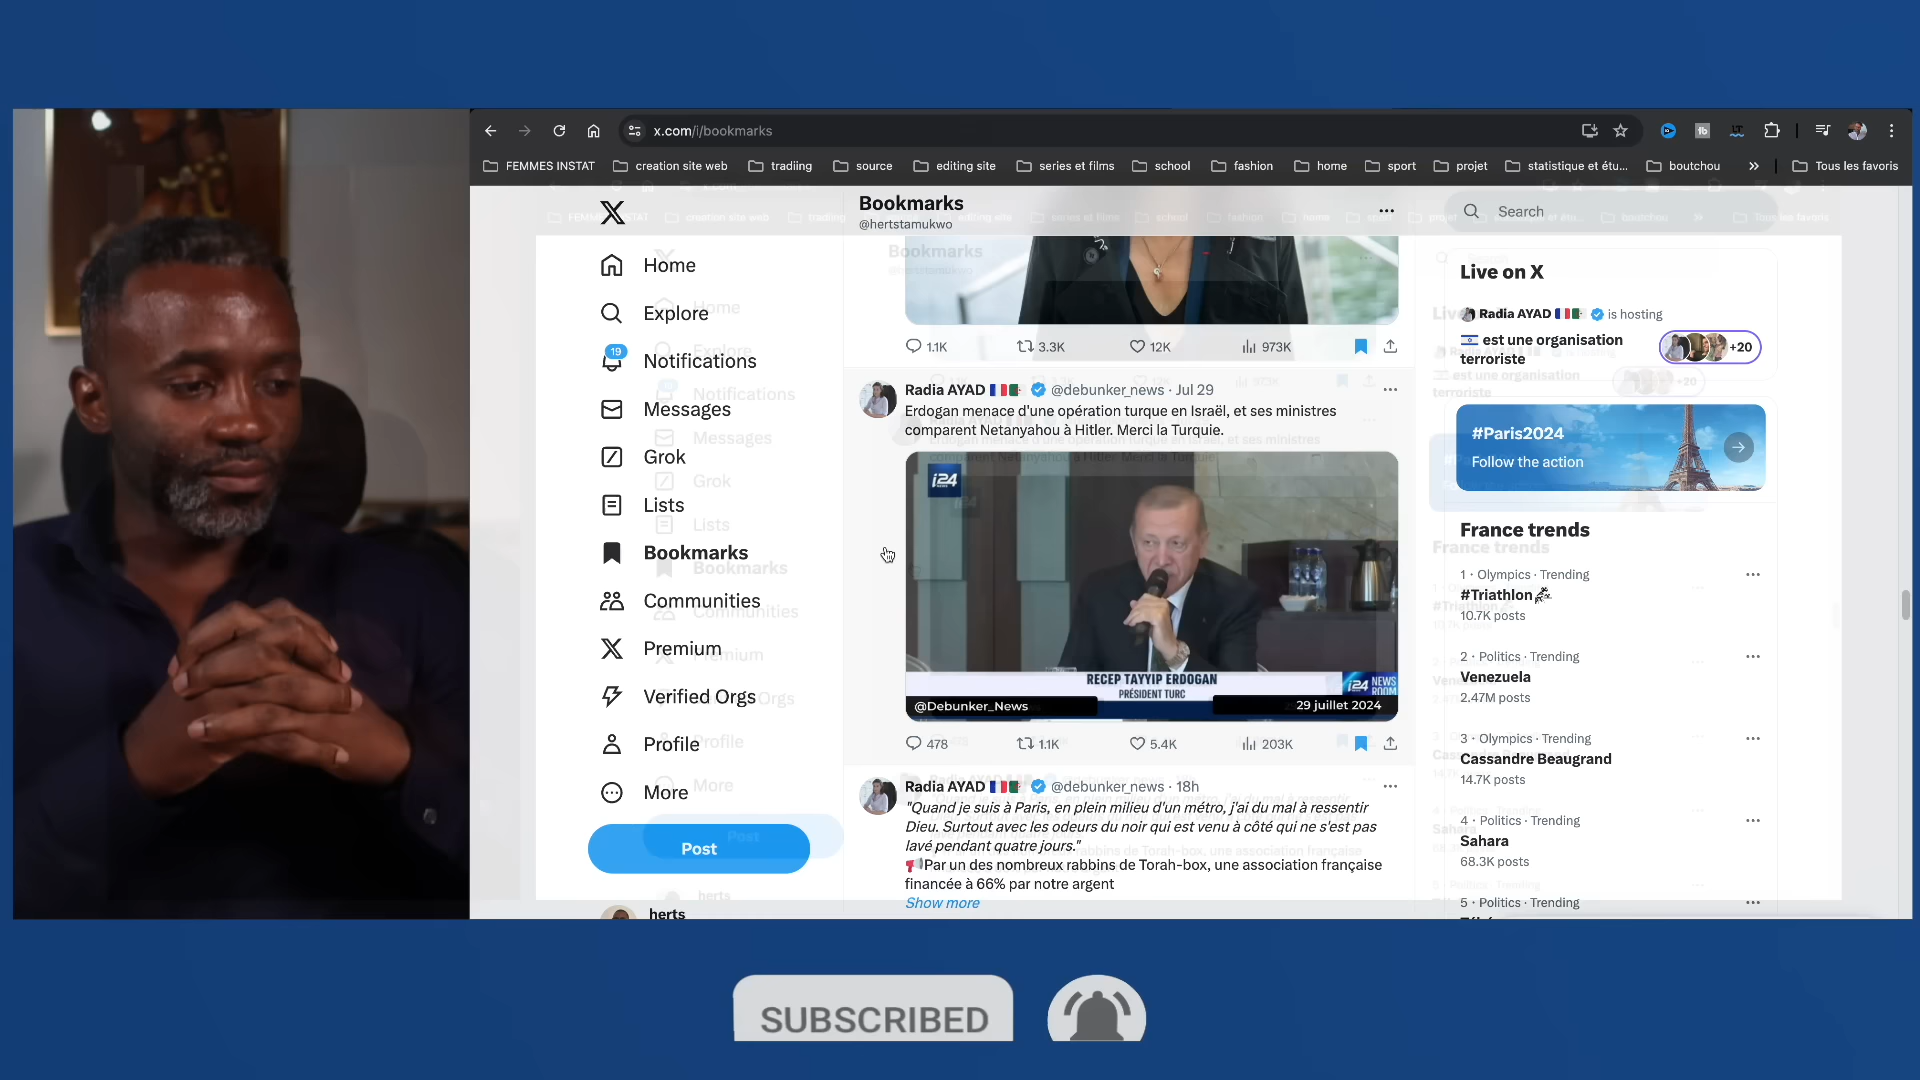 x.com/i/bookmarks
FEMMES INSTAT
creation site web
tradiing
source
editing site
series et films
school
fashion
home
sport
projet
statistique et étu...
boutchou
Tous les favoris
Home
Explore
19
Notifications
Messages
Grok
Lists
Bookmarks
Communities
Premium
Verified Orgs
Profile
More
Post
herts
Bookmarks
@hertstamukwo
1.1K 3.3K 12K 973K
Radia AYAD @debunker_news · Jul 29
Erdogan menace d'une opération turque en Israël, et ses ministres
comparent Netanyahou à Hitler. Merci la Turquie.
i24
NEWS
RECEP TAYYIP ERDOGAN
PRÉSIDENT TURC
i24 NEWS
ROOM
@Debunker_News
29 juillet 2024
478 1.1K 5.4K 203K
Radia AYAD @debunker_news · 18h
"Quand je suis à Paris, en plein milieu d'un métro, j'ai du mal à ressentir
Dieu. Surtout avec les odeurs du noir qui est venu à côté qui ne s'est pas
lavé pendant quatre jours."
Par un des nombreux rabbins de Torah-box, une association française
financée à 66% par notre argent
Show more
Search
Live on X
Radia AYAD is hosting
est une organisation
terroriste
+20
#Paris2024
Follow the action
France trends
1 · Olympics · Trending
#Triathlon
10.7K posts
2 · Politics · Trending
Venezuela
2.47M posts
3 · Olympics · Trending
Cassandre Beaugrand
14.7K posts
4 · Politics · Trending
Sahara
68.3K posts
5 · Politics · Trending
SUBSCRIBED